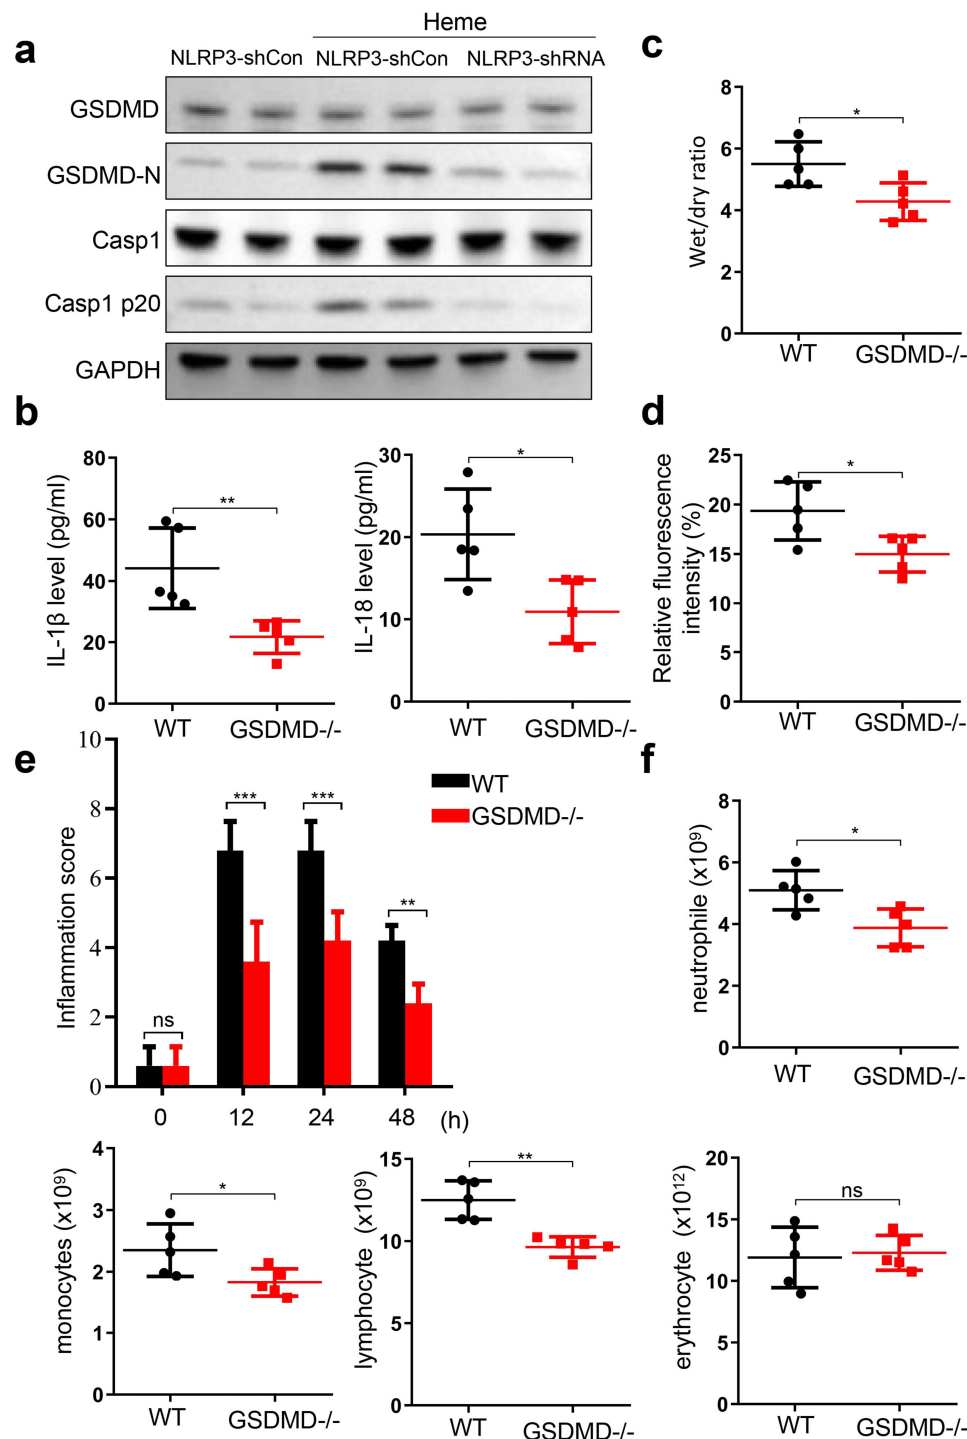 a
Heme
NLRP3-shCon NLRP3-shCon NLRP3-shRNA
GSDMD
GSDMD-N
Casp1
Casp1 p20
GAPDH
c
Wet/dry ratio
8
6
4
2
0
*
WT GSDMD-/-
b
IL-1β level (pg/ml)
80
60
40
20
0
**
WT GSDMD-/-
IL-18 level (pg/ml)
30
20
10
0
*
WT GSDMD-/-
d
Relative fluorescence
intensity (%)
25
20
15
10
5
0
*
WT GSDMD-/-
e
Inflammation score
10
8
6
4
2
0
ns
***
***
**
0 12 24 48 (h)
WT
GSDMD-/-
f
neutrophile (x10⁹)
8
6
4
2
0
*
WT GSDMD-/-
monocytes (x10⁹)
4
3
2
1
0
*
WT GSDMD-/-
lymphocyte (x10⁹)
15
10
5
0
**
WT GSDMD-/-
erythrocyte (x10¹²)
20
15
10
5
0
ns
WT GSDMD-/-